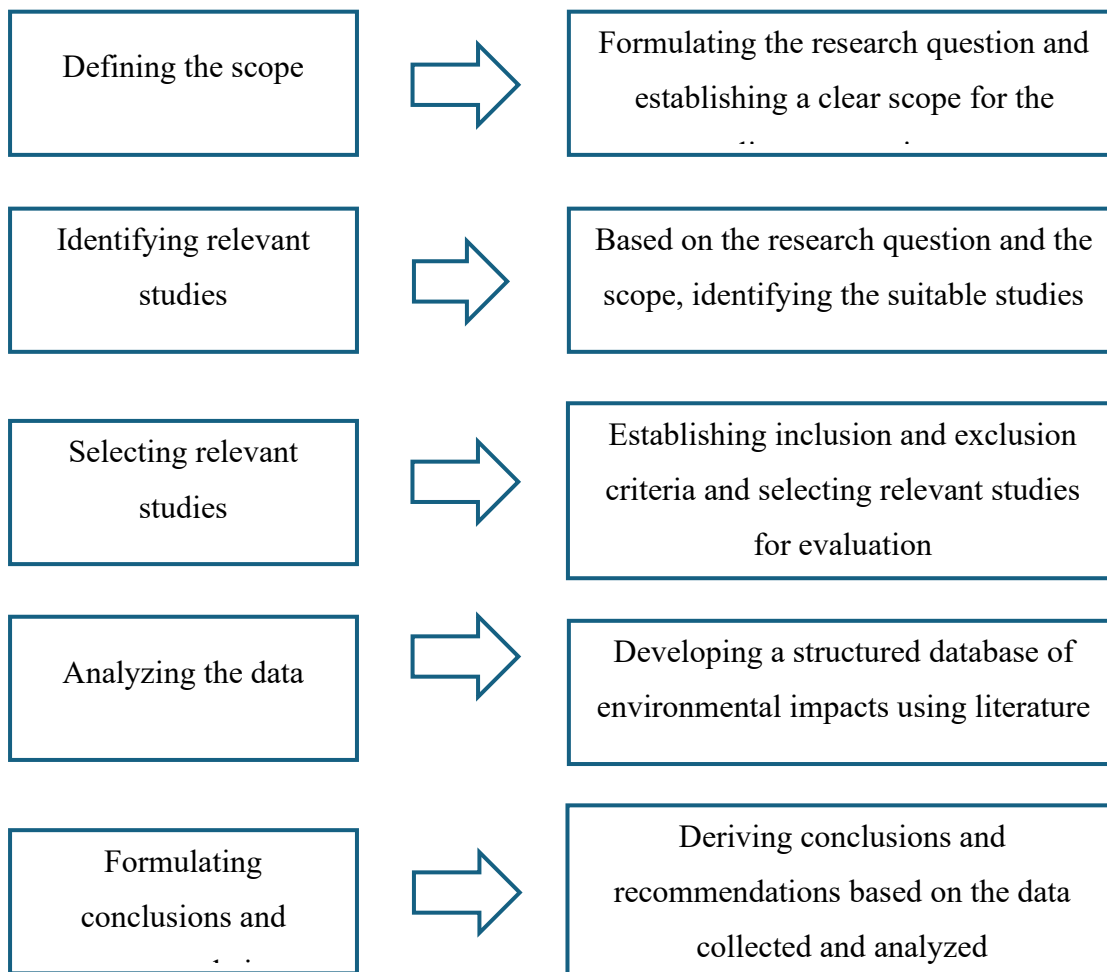 Defining the scope
Formulating the research question and
establishing a clear scope for the
Identifying relevant
studies
Based on the research question and the
scope, identifying the suitable studies
Selecting relevant
studies
Establishing inclusion and exclusion
criteria and selecting relevant studies
for evaluation
Analyzing the data
Developing a structured database of
environmental impacts using literature
Formulating
conclusions and
Deriving conclusions and
recommendations based on the data
collected and analyzed